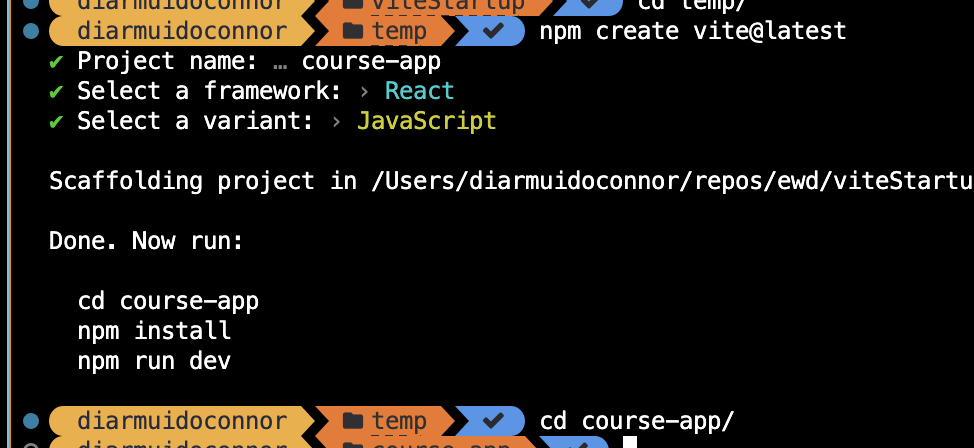 diarmuidoconnor viteStartup ✔ cd temp/
diarmuidoconnor temp ✔ npm create vite@latest
✔ Project name: … course-app
✔ Select a framework: › React
✔ Select a variant: › JavaScript
Scaffolding project in /Users/diarmuidoconnor/repos/ewd/viteStartu
Done. Now run:
cd course-app
npm install
npm run dev
diarmuidoconnor temp ✔ cd course-app/
diarmuidoconnor course-app ✔